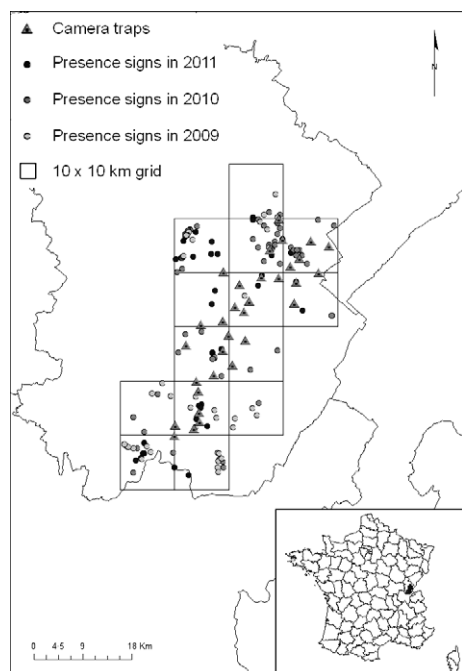 Camera traps
Presence signs in 2011
Presence signs in 2010
Presence signs in 2009
10 x 10 km grid
N
0 4.5 9 18 Km